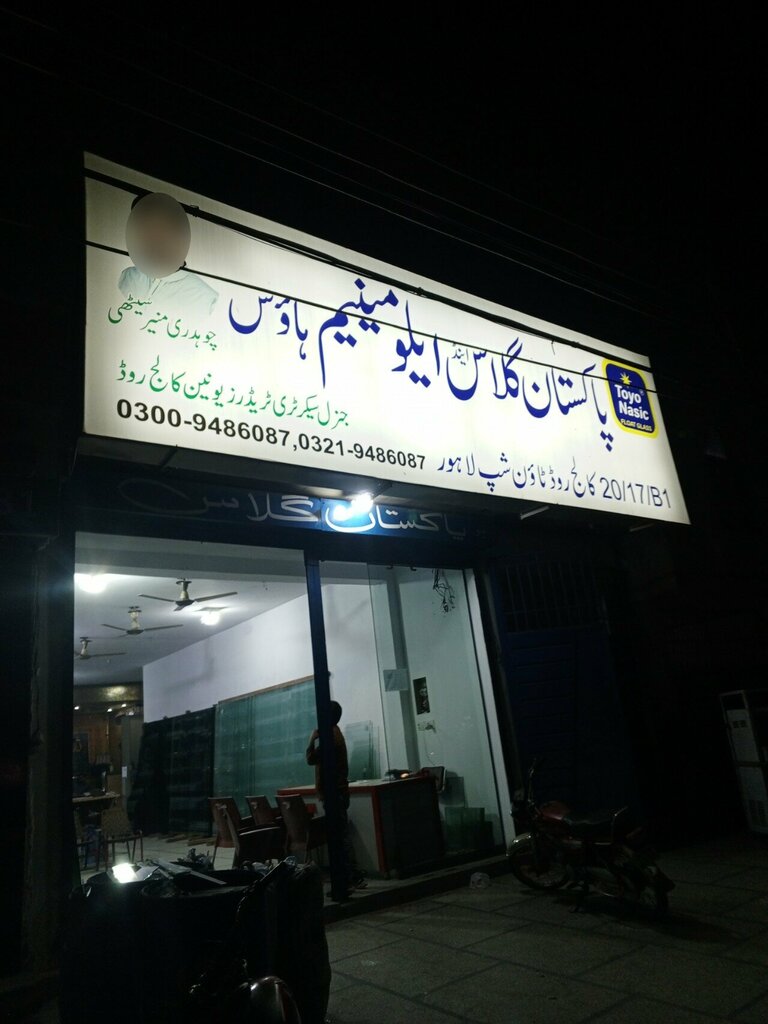 پاکستان گلاس اینڈ ایلومینیم ہاؤس
Toyo
Nasic
FLOAT GLASS
چوہدری منیر سیٹھی
جنرل سیکرٹری ٹریڈرز یونین کالج روڈ
0300-9486087,0321-9486087
20/17/B1 کالج روڈ ٹاؤن شپ لاہور
پاکستان گلاس